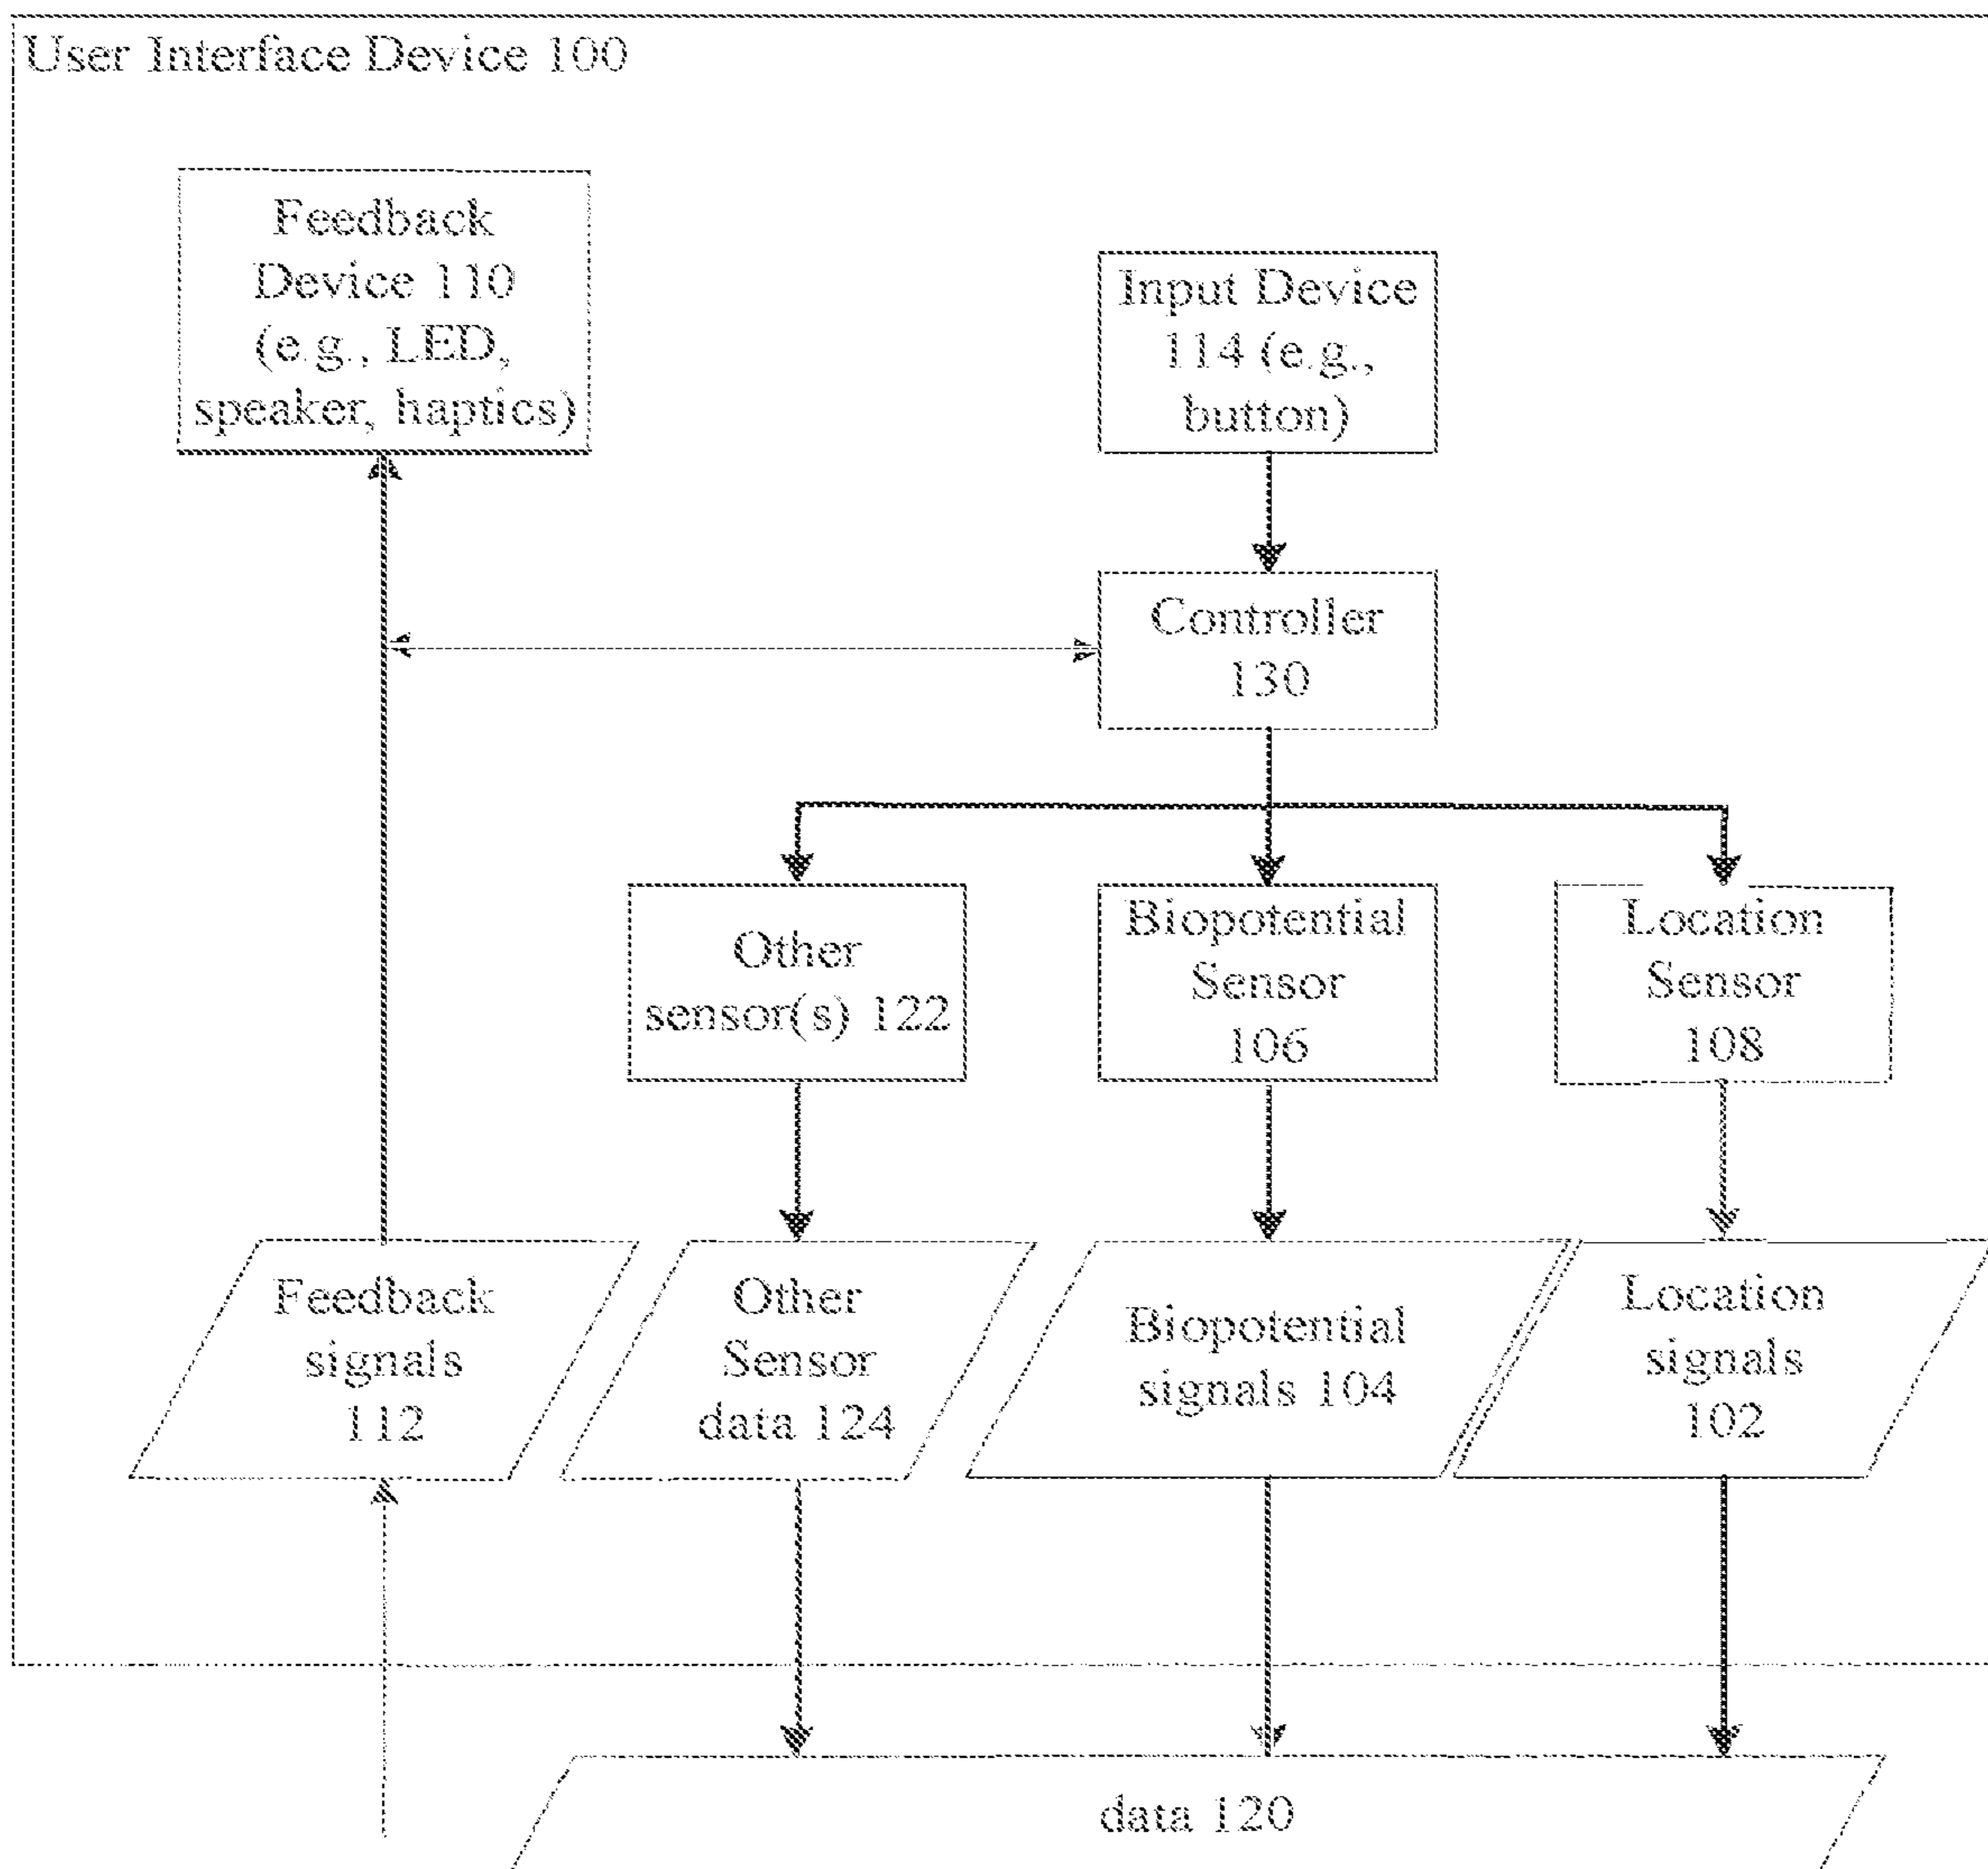 User Interface Device 100
Feedback
Device 110
(e.g., LED,
speaker, haptics)
Input Device
114 (e.g.,
button)
Controller
130
Other
sensor(s) 122
Biopotential
Sensor
106
Location
Sensor
108
Feedback
signals
112
Other
Sensor
data 124
Biopotential
signals 104
Location
signals
102
data 120